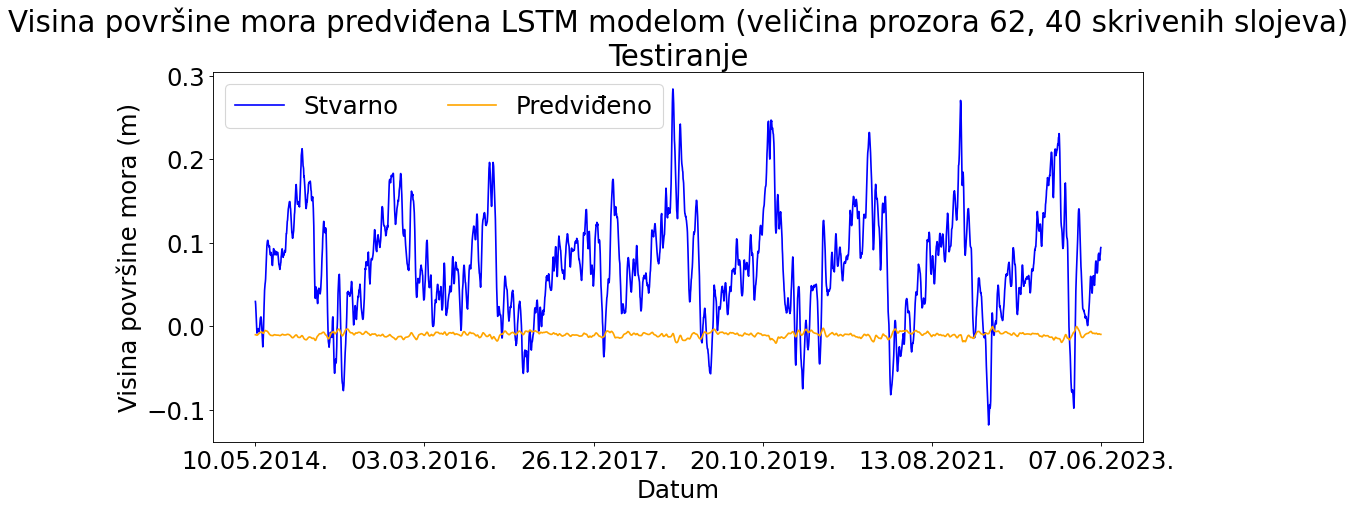 Visina površine mora predviđena LSTM modelom (veličina prozora 62, 40 skrivenih slojeva)
Testiranje
Stvarno Predviđeno
Visina površine mora (m)
0.3
0.2
0.1
0.0
−0.1
10.05.2014. 03.03.2016. 26.12.2017. 20.10.2019. 13.08.2021. 07.06.2023.
Datum